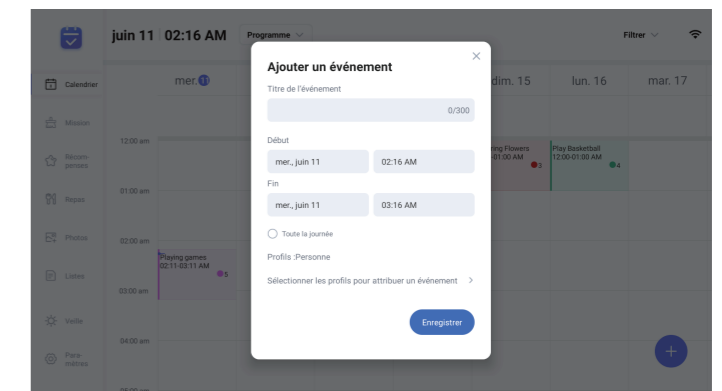 juin 11 02:16 AM Programme Filtrer
Calendrier
Mission
Récom-
penses
Repas
Photos
Listes
Veille
Para-
mètres
mer. 11 dim. 15 lun. 16 mar. 17
12:00 am
01:00 am
02:00 am
03:00 am
04:00 am
05:00 am
Playing games
02:11-03:11 AM
5
ring Flowers
-01:00 AM
3
Play Basketball
12:00-01:00 AM
4
Ajouter un événement
Titre de l'événement
0/300
Début
mer., juin 11 02:16 AM
Fin
mer., juin 11 03:16 AM
Toute la journée
Profils :Personne
Sélectionner les profils pour attribuer un événement
Enregistrer